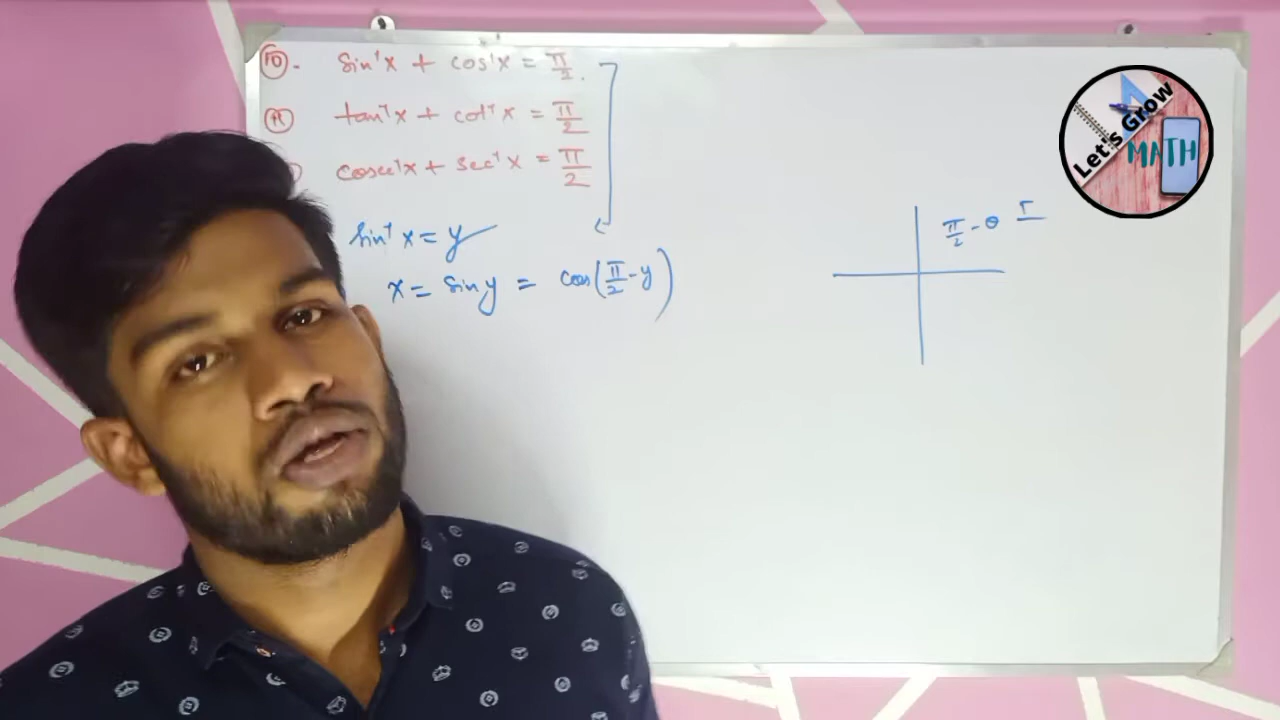 10. sin⁻¹x + cos⁻¹x = π/2.
11 tan⁻¹x + cot⁻¹x = π/2
cosec⁻¹x + sec⁻¹x = π/2
sin⁻¹x = y
x = sin y = cos(π/2 - y)
π/2 - θ
Let's Grow
MATH